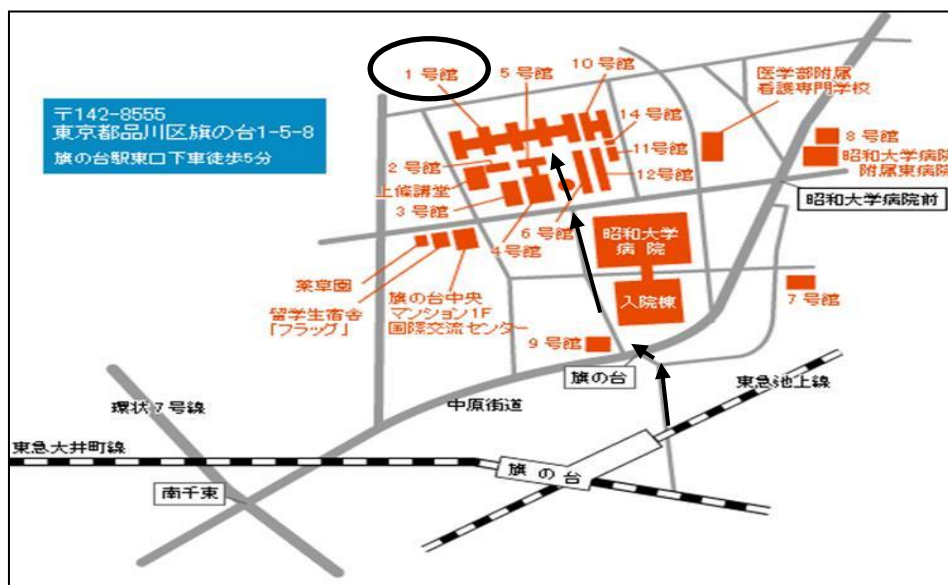 〒142-8555
東京都品川区旗の台1-5-8
旗の台駅東口下車徒歩5分
1号館
5号館
10号館
医学部附属
看護専門学校
14号館
8号館
11号館
昭和大学病院
附属東病院
2号館
12号館
上條講堂
昭和大学病院前
3号館
6号館
4号館
昭和大学
病院
薬草園
留学生宿舎
「フラッグ」
旗の台中央
マンション1F
国際交流センター
入院棟
7号館
9号館
旗の台
東急池上線
環状7号線
中原街道
東急大井町線
旗の台
南千束